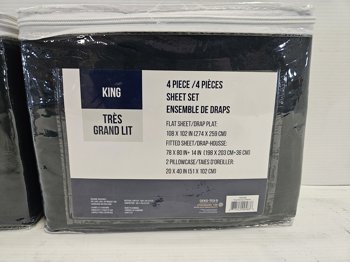 KING
TRÈS
GRAND LIT
4 PIECE /4 PIÈCES
SHEET SET
ENSEMBLE DE DRAPS
FLAT SHEET/DRAP PLAT:
108 X 102 IN (274 X 259 CM)
FITTED SHEET/DRAP-HOUSSE:
78 X 80 IN+ 14 IN (198 X 203 CM+36 CM)
2 PILLOWCASE/TAIES D'OREILLER:
20 X 40 IN (51 X 102 CM)